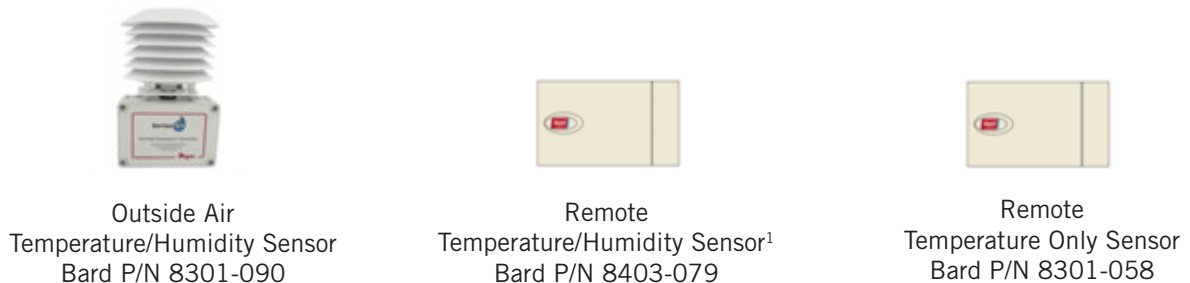 Outside Air
Temperature/Humidity Sensor
Bard P/N 8301-090
Remote
Temperature/Humidity Sensor1
Bard P/N 8403-079
Remote
Temperature Only Sensor
Bard P/N 8301-058